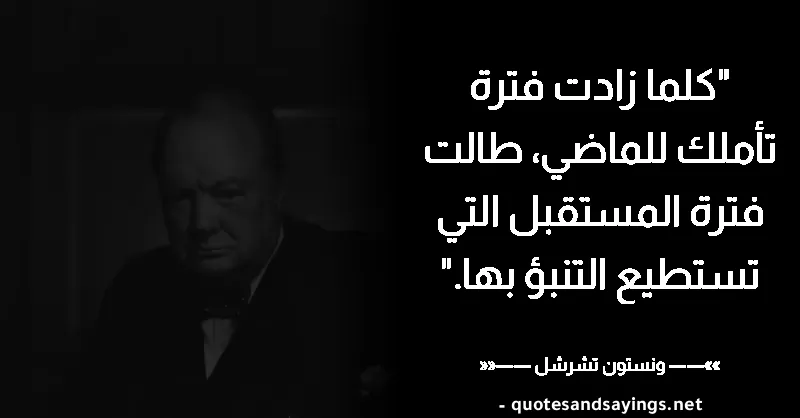 "كلما زادت فترة
تأملك للماضي، طالت
فترة المستقبل التي
تستطيع التنبؤ بها."
»»—— ونستون تشرشل ——««
- quotesandsayings.net